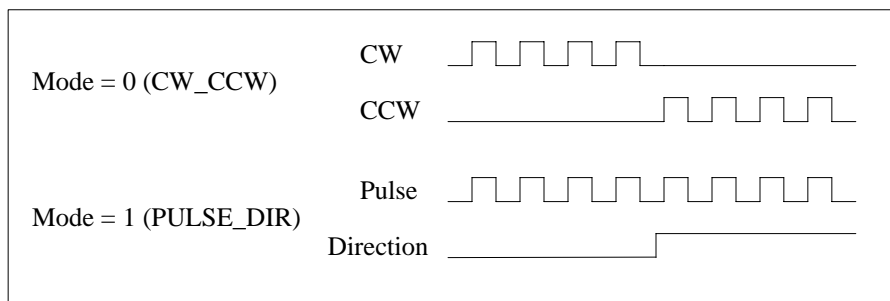 CW
Mode = 0 (CW_CCW)
CCW
Pulse
Mode = 1 (PULSE_DIR)
Direction